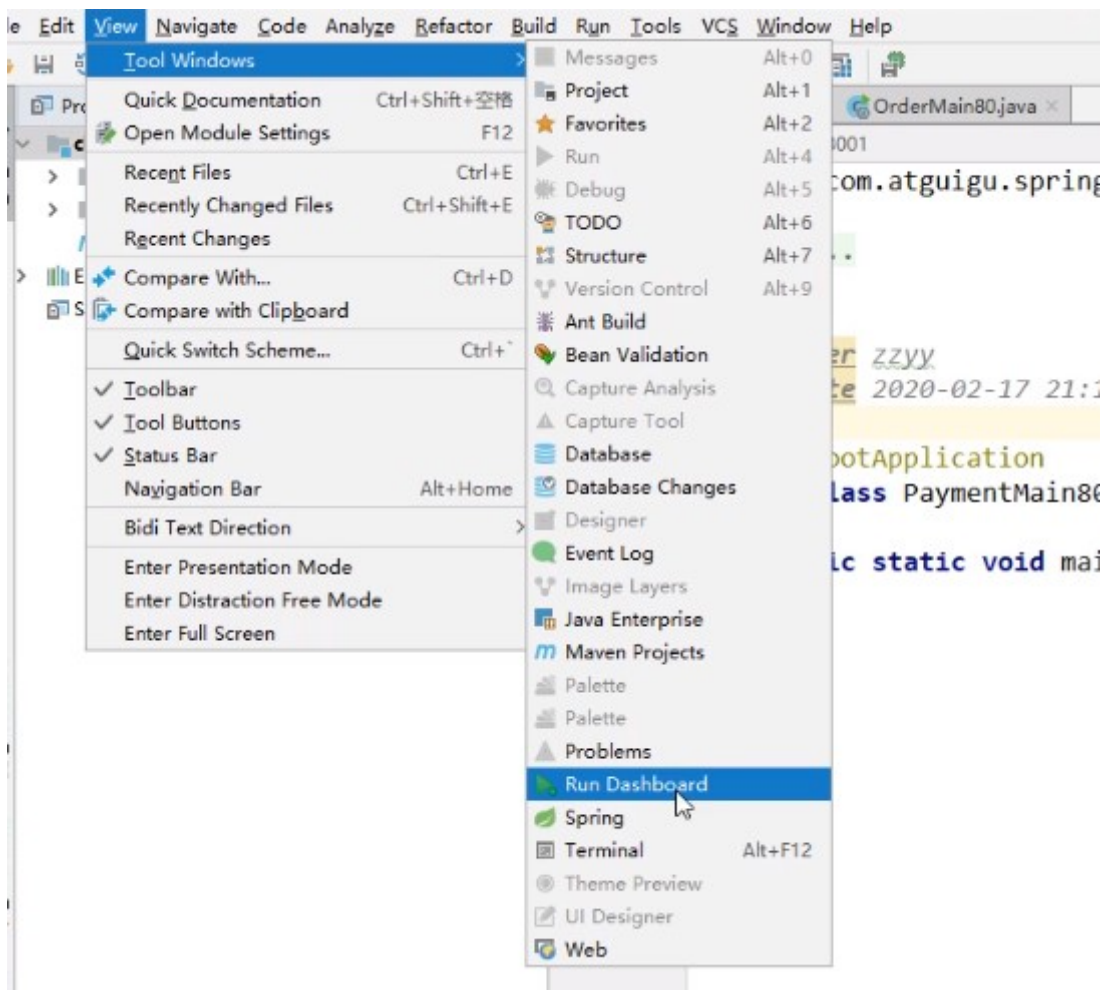 e Edit View Navigate Code Analyze Refactor Build Run Tools VCS Window Help
Tool Windows
Quick Documentation Ctrl+Shift+空格
Open Module Settings F12
Recent Files Ctrl+E
Recently Changed Files Ctrl+Shift+E
Recent Changes
Compare With... Ctrl+D
Compare with Clipboard
Quick Switch Scheme... Ctrl+`
Toolbar
Tool Buttons
Status Bar
Navigation Bar Alt+Home
Bidi Text Direction
Enter Presentation Mode
Enter Distraction Free Mode
Enter Full Screen
Messages Alt+0
Project Alt+1
Favorites Alt+2
Run Alt+4
Debug Alt+5
TODO Alt+6
Structure Alt+7
Version Control Alt+9
Ant Build
Bean Validation
Capture Analysis
Capture Tool
Database
Database Changes
Designer
Event Log
Image Layers
Java Enterprise
Maven Projects
Palette
Palette
Problems
Run Dashboard
Spring
Terminal Alt+F12
Theme Preview
UI Designer
Web
Pro
c
E
S
OrderMain80.java
8001
com.atguigu.spring
..
er zzyy
te 2020-02-17 21:1
ootApplication
lass PaymentMain80
ic static void mai